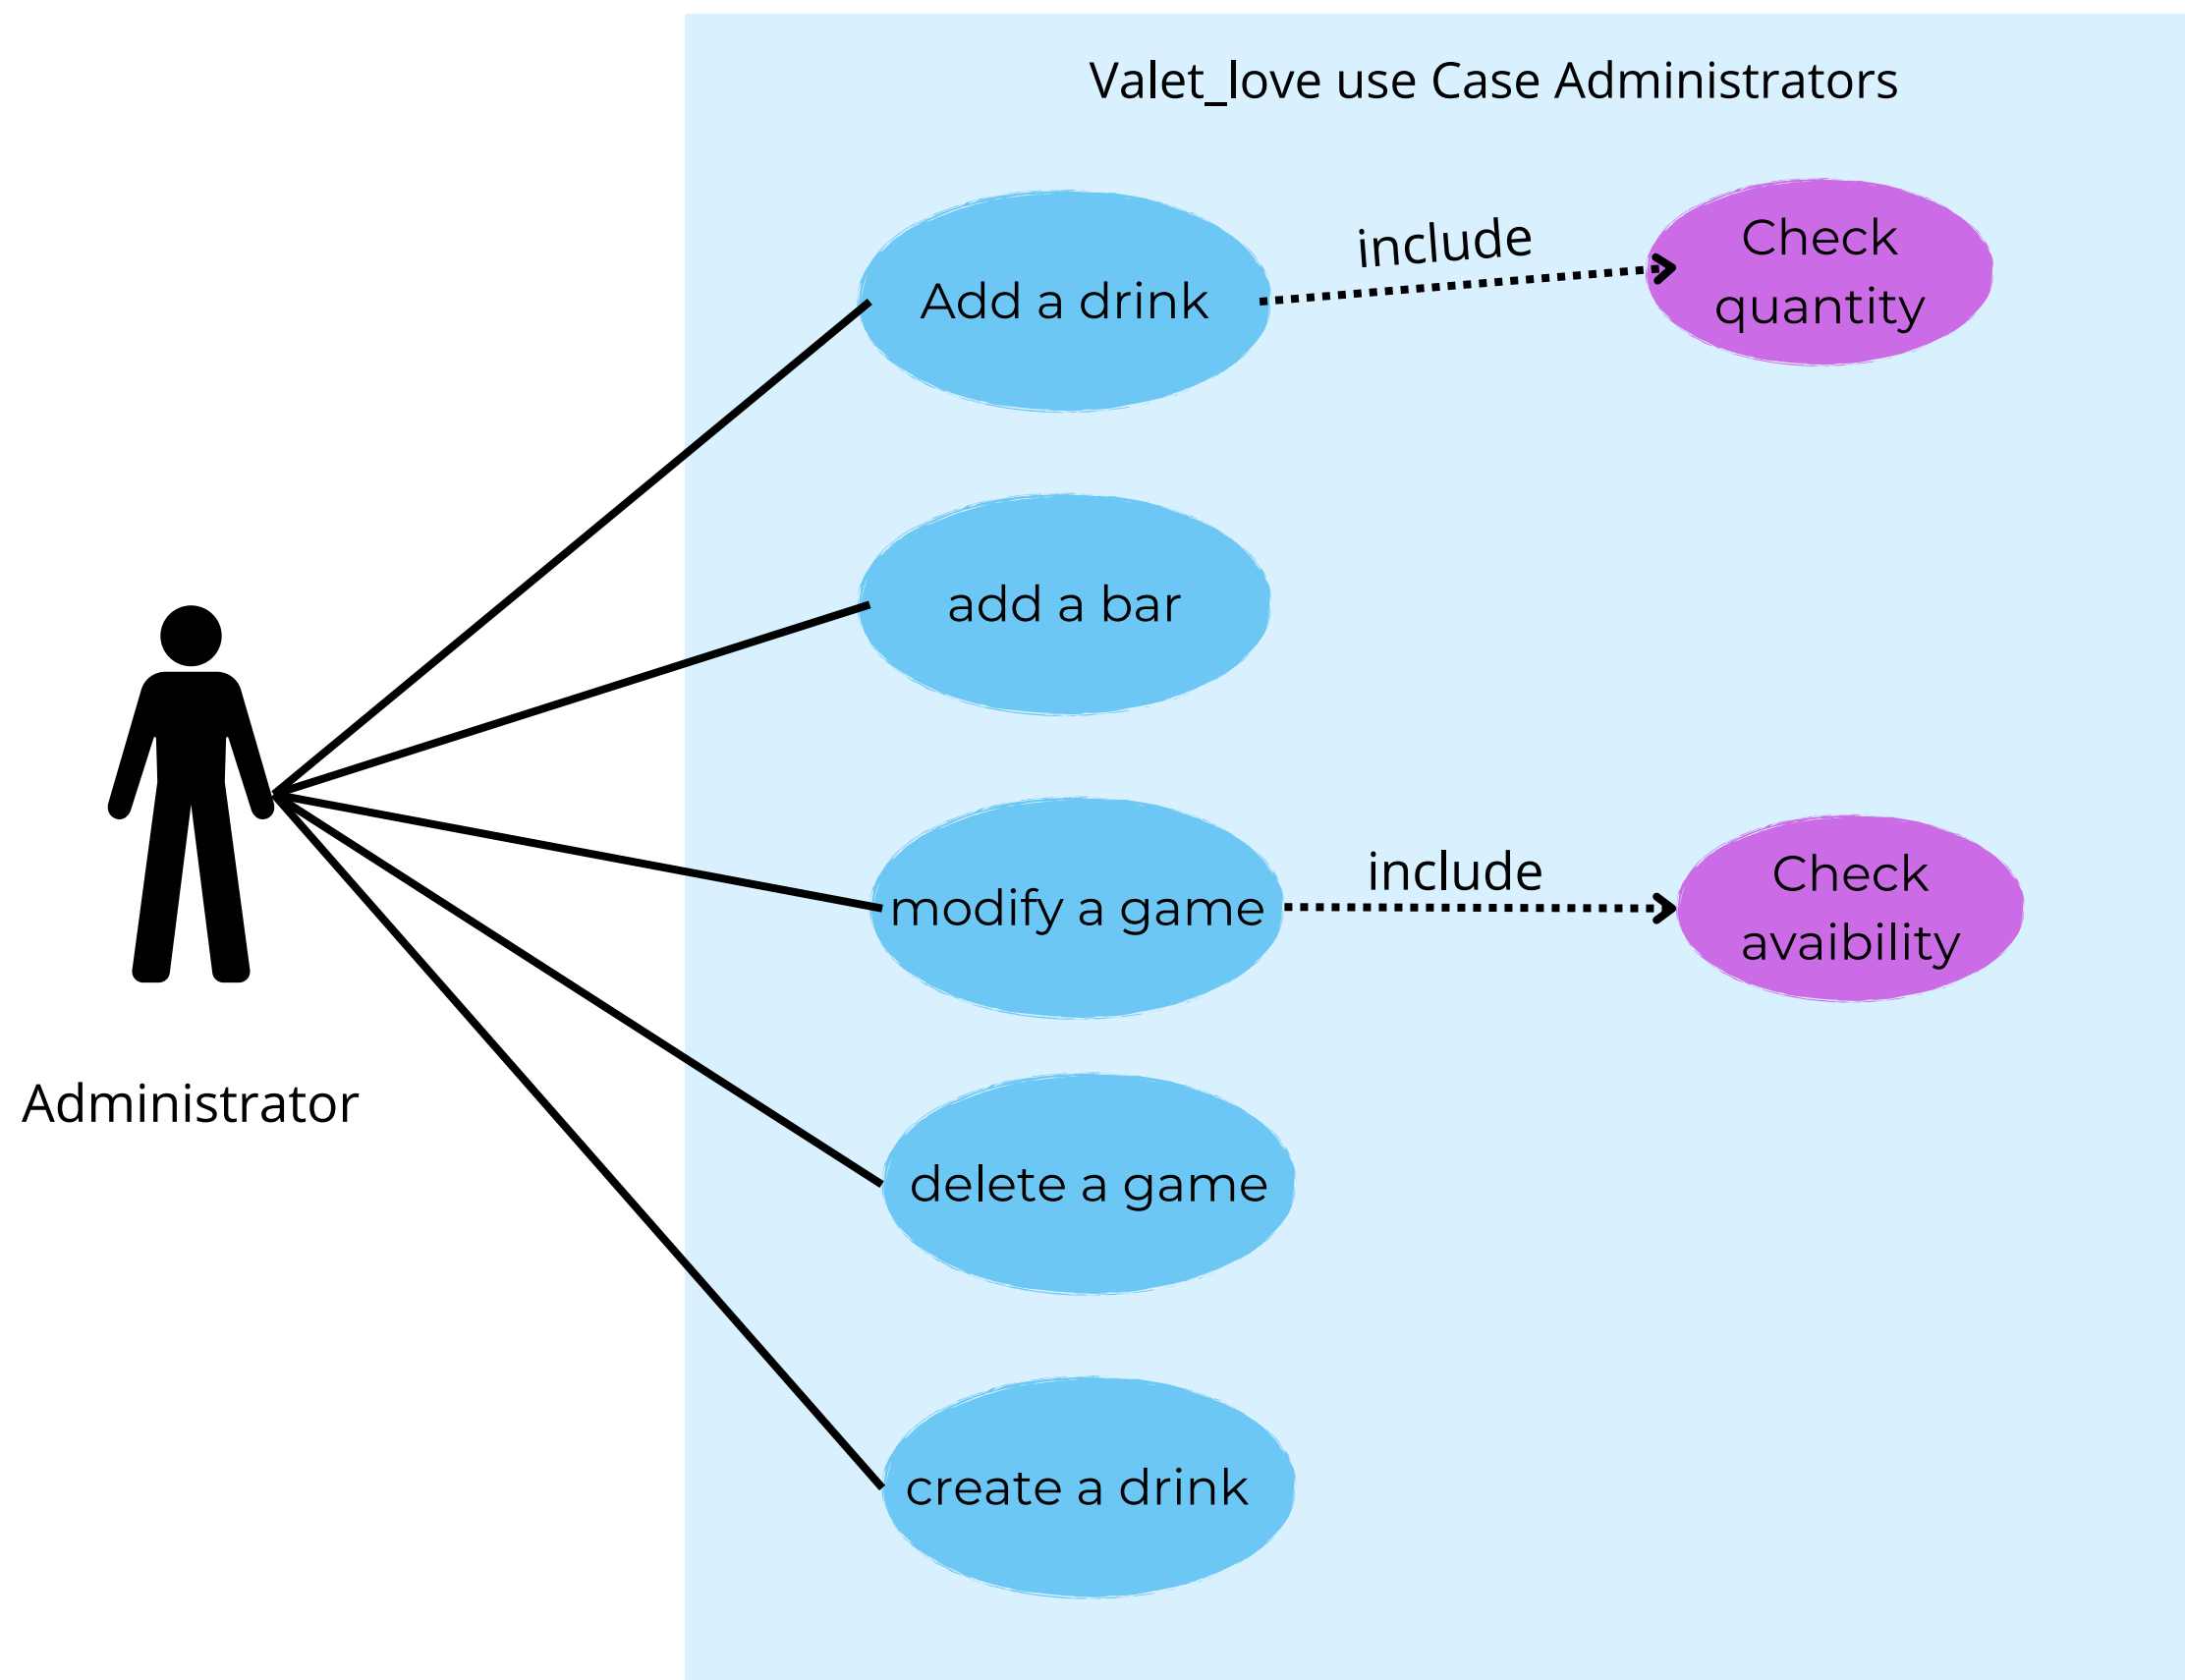 Valet_love use Case Administrators
Add a drink
include
Check
quantity
add a bar
modify a game
include
Check
avaibility
Administrator
delete a game
create a drink